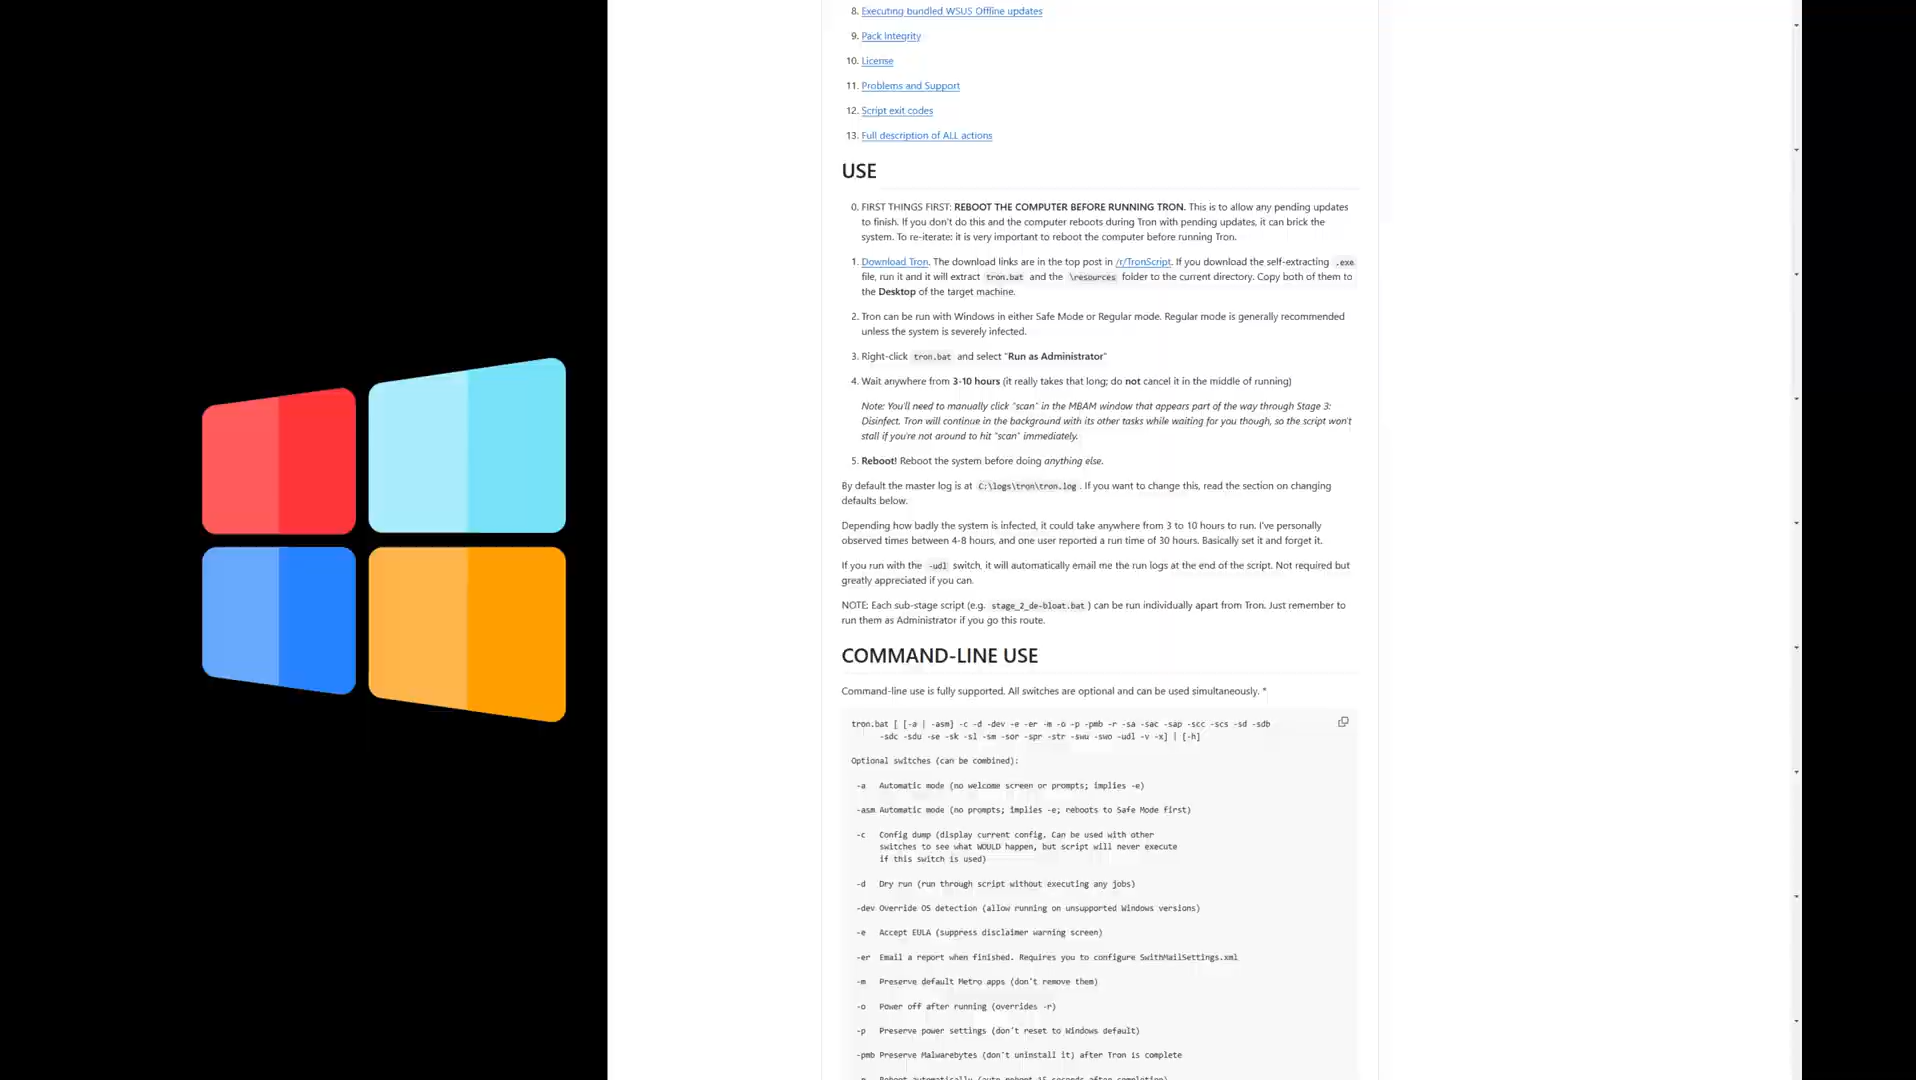 8. Executing bundled WSUS Offline updates
9. Pack Integrity
10. License
11. Problems and Support
12. Script exit codes
13. Full description of ALL actions
USE
0. FIRST THINGS FIRST: REBOOT THE COMPUTER BEFORE RUNNING TRON. This is to allow any pending updates
to finish. If you don't do this and the computer reboots during Tron with pending updates, it can brick the
system. To re-iterate: it is very important to reboot the computer before running Tron.
1. Download Tron. The download links are in the top post in /r/TronScript. If you download the self-extracting .exe
file, run it and it will extract tron.bat and the \resources folder to the current directory. Copy both of them to
the Desktop of the target machine.
2. Tron can be run with Windows in either Safe Mode or Regular mode. Regular mode is generally recommended
unless the system is severely infected.
3. Right-click tron.bat and select "Run as Administrator"
4. Wait anywhere from 3-10 hours (it really takes that long; do not cancel it in the middle of running)
Note: You'll need to manually click "scan" in the MBAM window that appears part of the way through Stage 3:
Disinfect. Tron will continue in the background with its other tasks while waiting for you though, so the script won't
stall if you're not around to hit "scan" immediately.
5. Reboot! Reboot the system before doing anything else.
By default the master log is at C:\logs\tron\tron.log. If you want to change this, read the section on changing
defaults below.
Depending how badly the system is infected, it could take anywhere from 3 to 10 hours to run. I've personally
observed times between 4-8 hours, and one user reported a run time of 30 hours. Basically set it and forget it.
If you run with the -udl switch, it will automatically email me the run logs at the end of the script. Not required but
greatly appreciated if you can.
NOTE: Each sub-stage script (e.g. stage_2_de-bloat.bat) can be run individually apart from Tron. Just remember to
run them as Administrator if you go this route.
COMMAND-LINE USE
Command-line use is fully supported. All switches are optional and can be used simultaneously. *
tron.bat [ [-a | -asm] -c -d -dev -e -er -m -o -p -pmb -r -sa -sac -sap -scc -scs -sd -sdb
-sdc -sdu -se -sk -sl -sm -sor -spr -str -swu -swo -udl -v -x] | [-h]
Optional switches (can be combined):
-a Automatic mode (no welcome screen or prompts; implies -e)
-asm Automatic mode (no prompts; implies -e; reboots to Safe Mode first)
-c Config dump (display current config. Can be used with other
switches to see what WOULD happen, but script will never execute
if this switch is used)
-d Dry run (run through script without executing any jobs)
-dev Override OS detection (allow running on unsupported Windows versions)
-e Accept EULA (suppress disclaimer warning screen)
-er Email a report when finished. Requires you to configure SwithMailSettings.xml
-m Preserve default Metro apps (don't remove them)
-o Power off after running (overrides -r)
-p Preserve power settings (don't reset to Windows default)
-pmb Preserve Malwarebytes (don't uninstall it) after Tron is complete